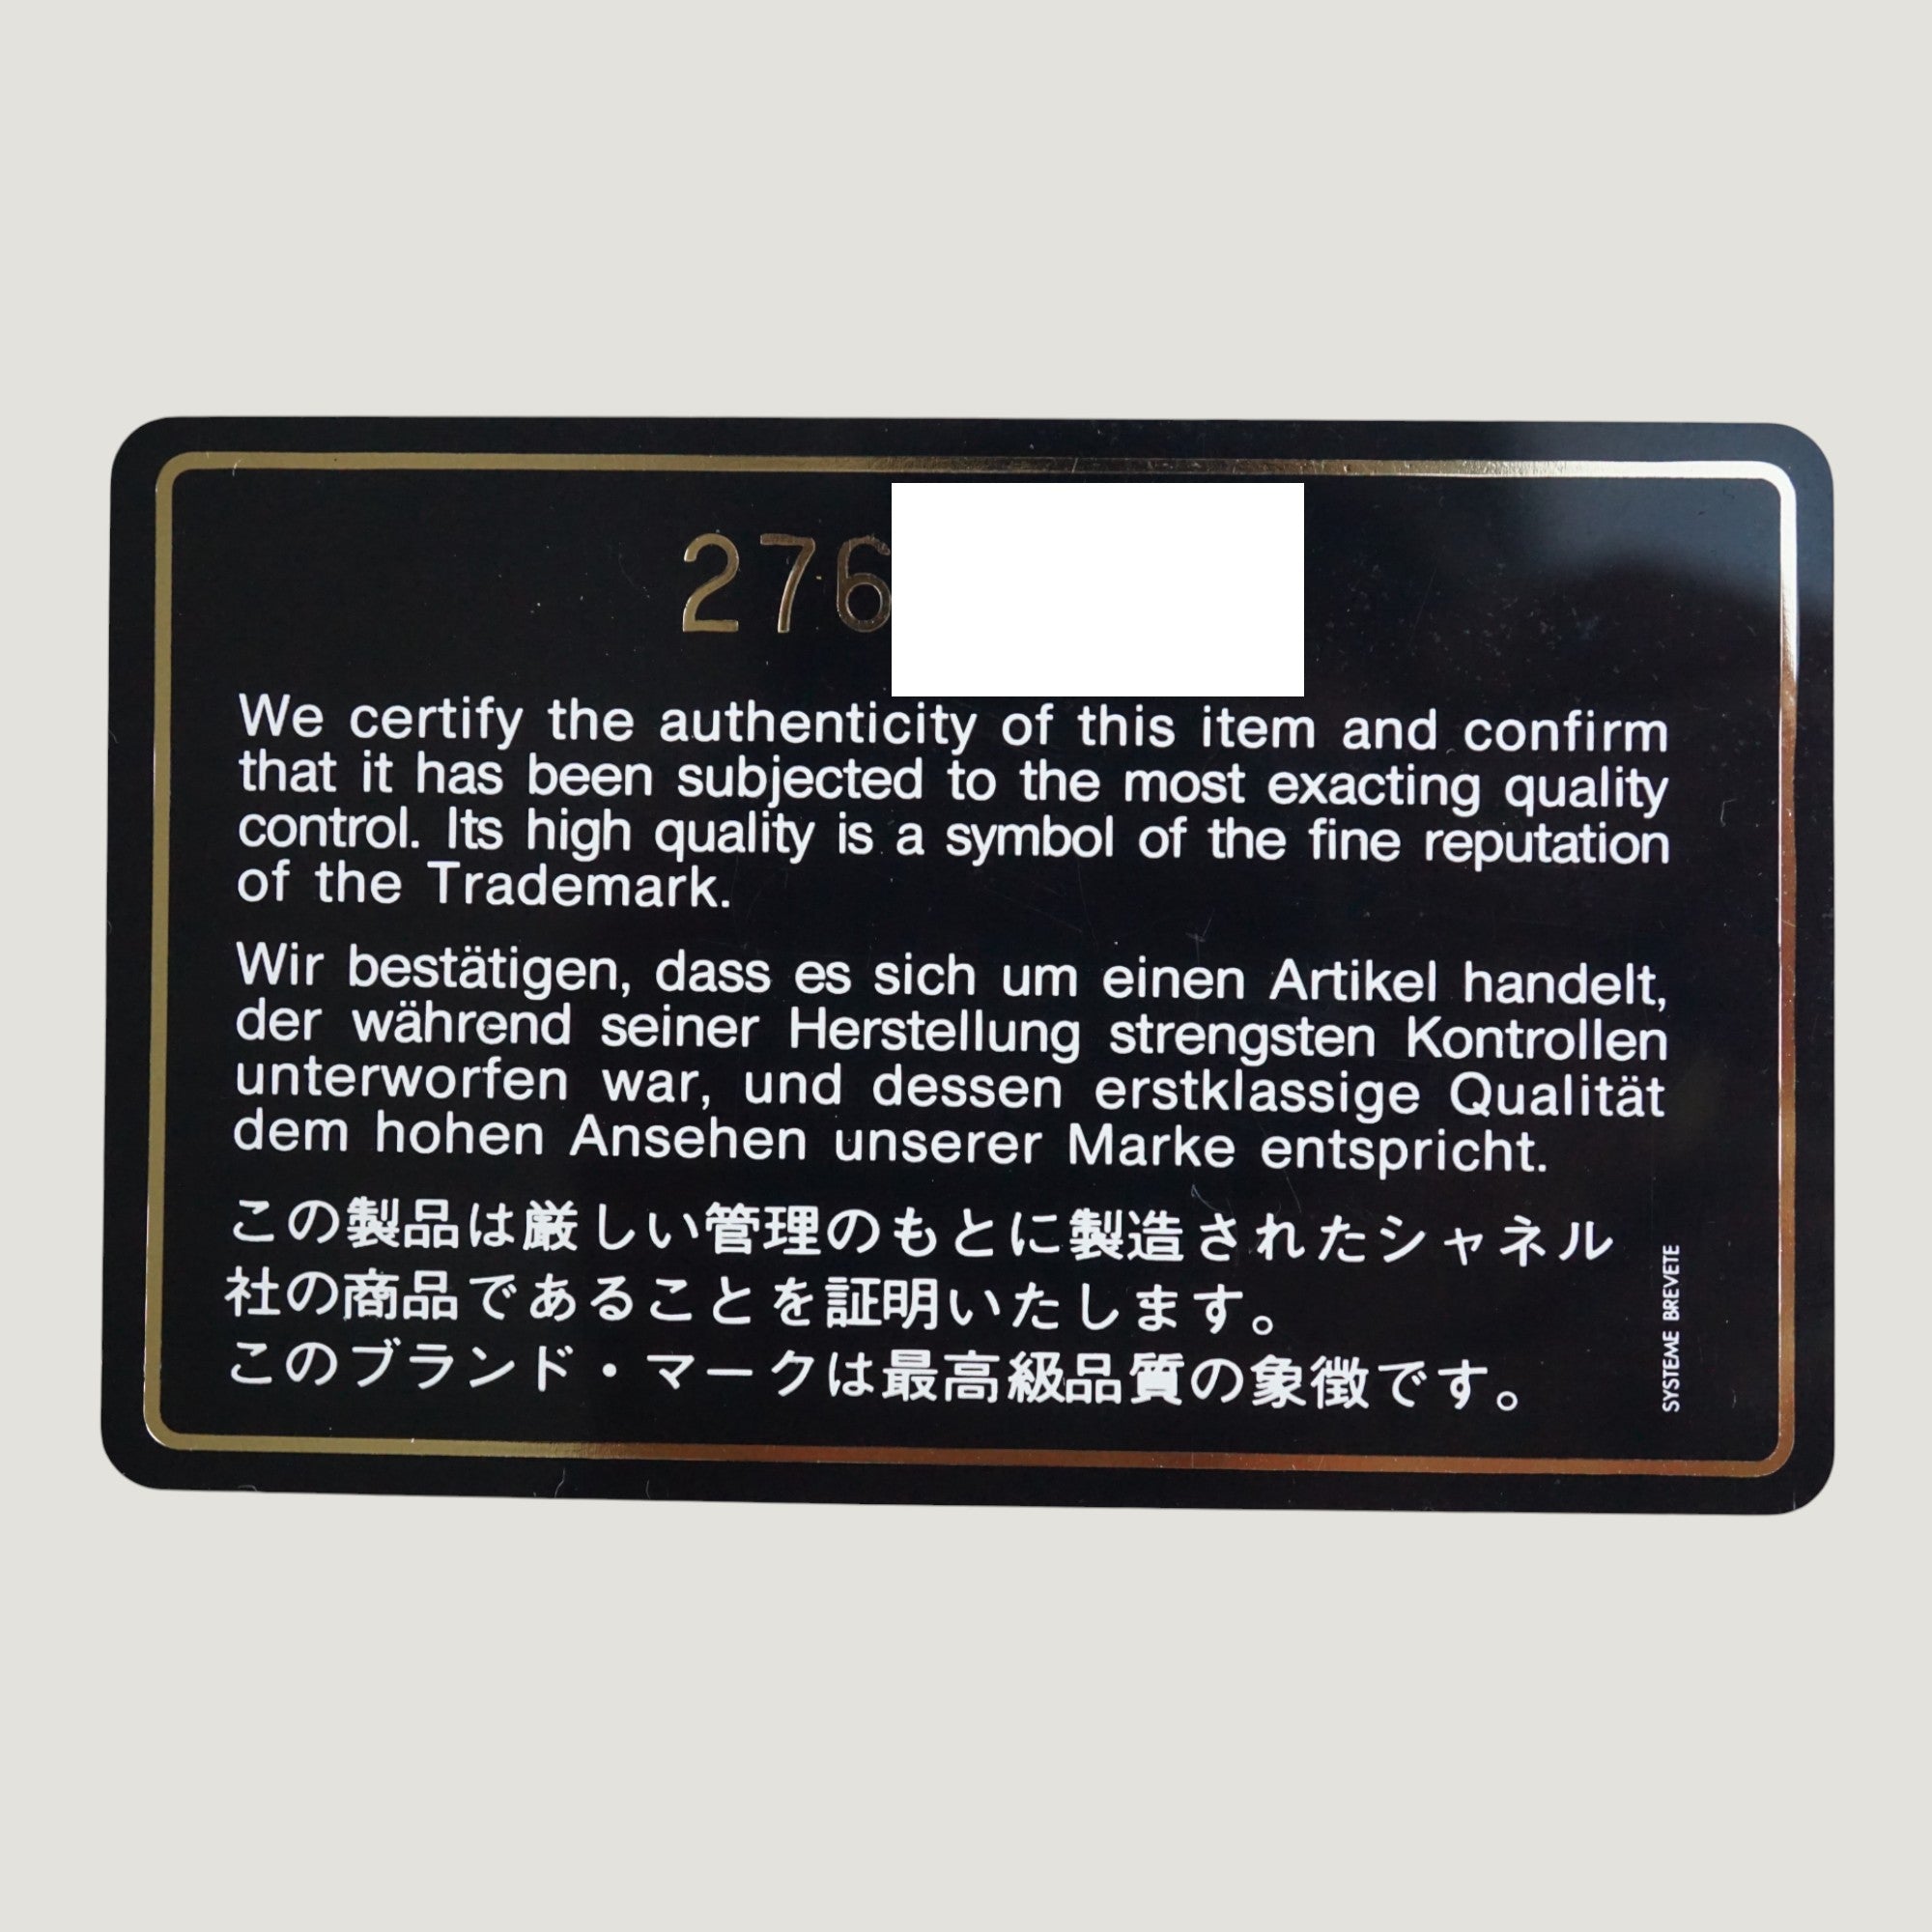 276
We certify the authenticity of this item and confirm
that it has been subjected to the most exacting quality
control. Its high quality is a symbol of the fine reputation
of the Trademark.
Wir bestätigen, dass es sich um einen Artikel handelt,
der während seiner Herstellung strengsten Kontrollen
unterworfen war, und dessen erstklassige Qualität
dem hohen Ansehen unserer Marke entspricht.
この製品は厳しい管理のもとに製造されたシャネル
社の商品であることを証明いたします。
このブランド・マークは最高級品質の象徴です。
SYSTEME BREVETE